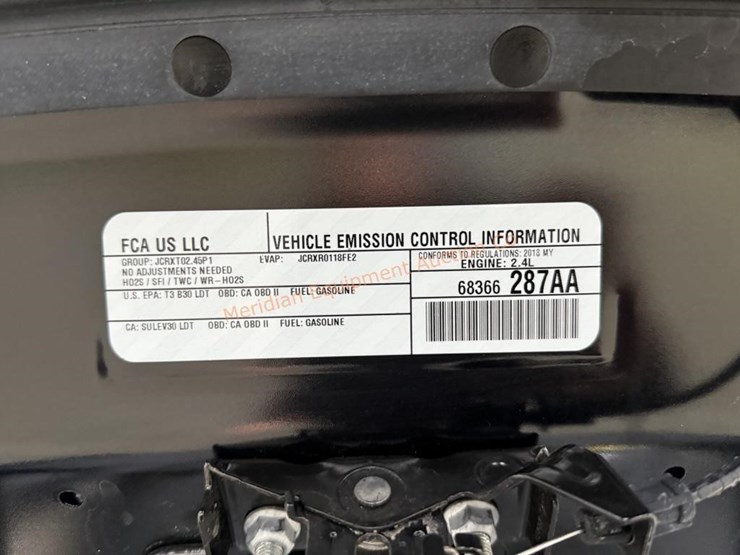 FCA US LLC
VEHICLE EMISSION CONTROL INFORMATION
GROUP: JCRXT02.45P1 EVAP: JCRXR0118FE2
NO ADJUSTMENTS NEEDED
HO2S / SFI / TWC / WR-HO2S
CONFORMS TO REGULATIONS: 2018 MY
ENGINE: 2.4L
U.S. EPA: T3 B30 LDT OBD: CA OBD II FUEL: GASOLINE
68366 287AA
CA: SULEV30 LDT OBD: CA OBD II FUEL: GASOLINE
Meridian Equipment